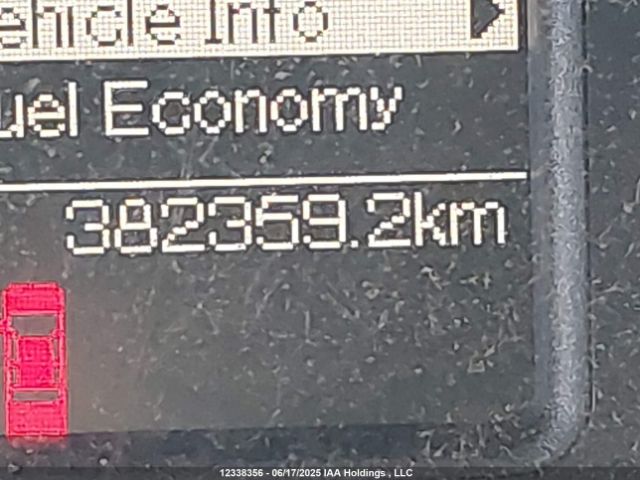 ehicle Info
uel Economy
382359.2km
12338356 - 06/17/2025 IAA Holdings , LLC